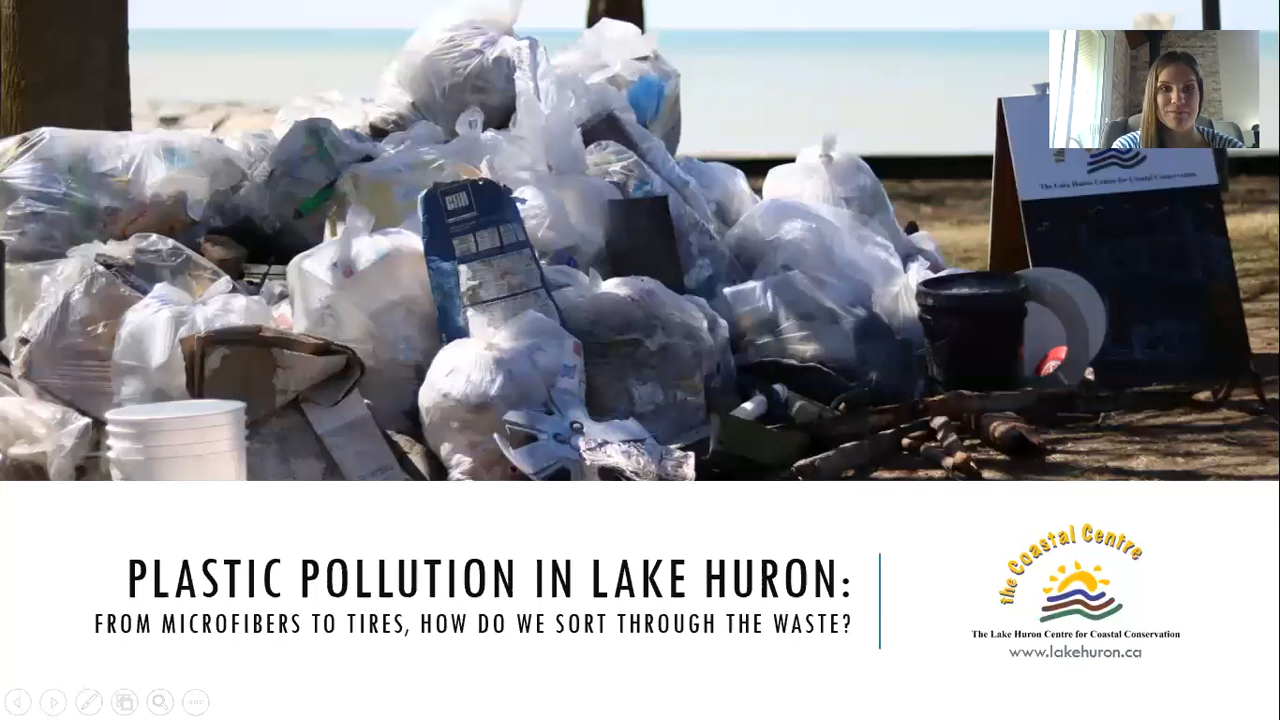 The Lake Huron Centre for Coastal Conservation
PLASTIC POLLUTION IN LAKE HURON:
FROM MICROFIBERS TO TIRES, HOW DO WE SORT THROUGH THE WASTE?
the Coastal Centre
The Lake Huron Centre for Coastal Conservation
www.lakehuron.ca